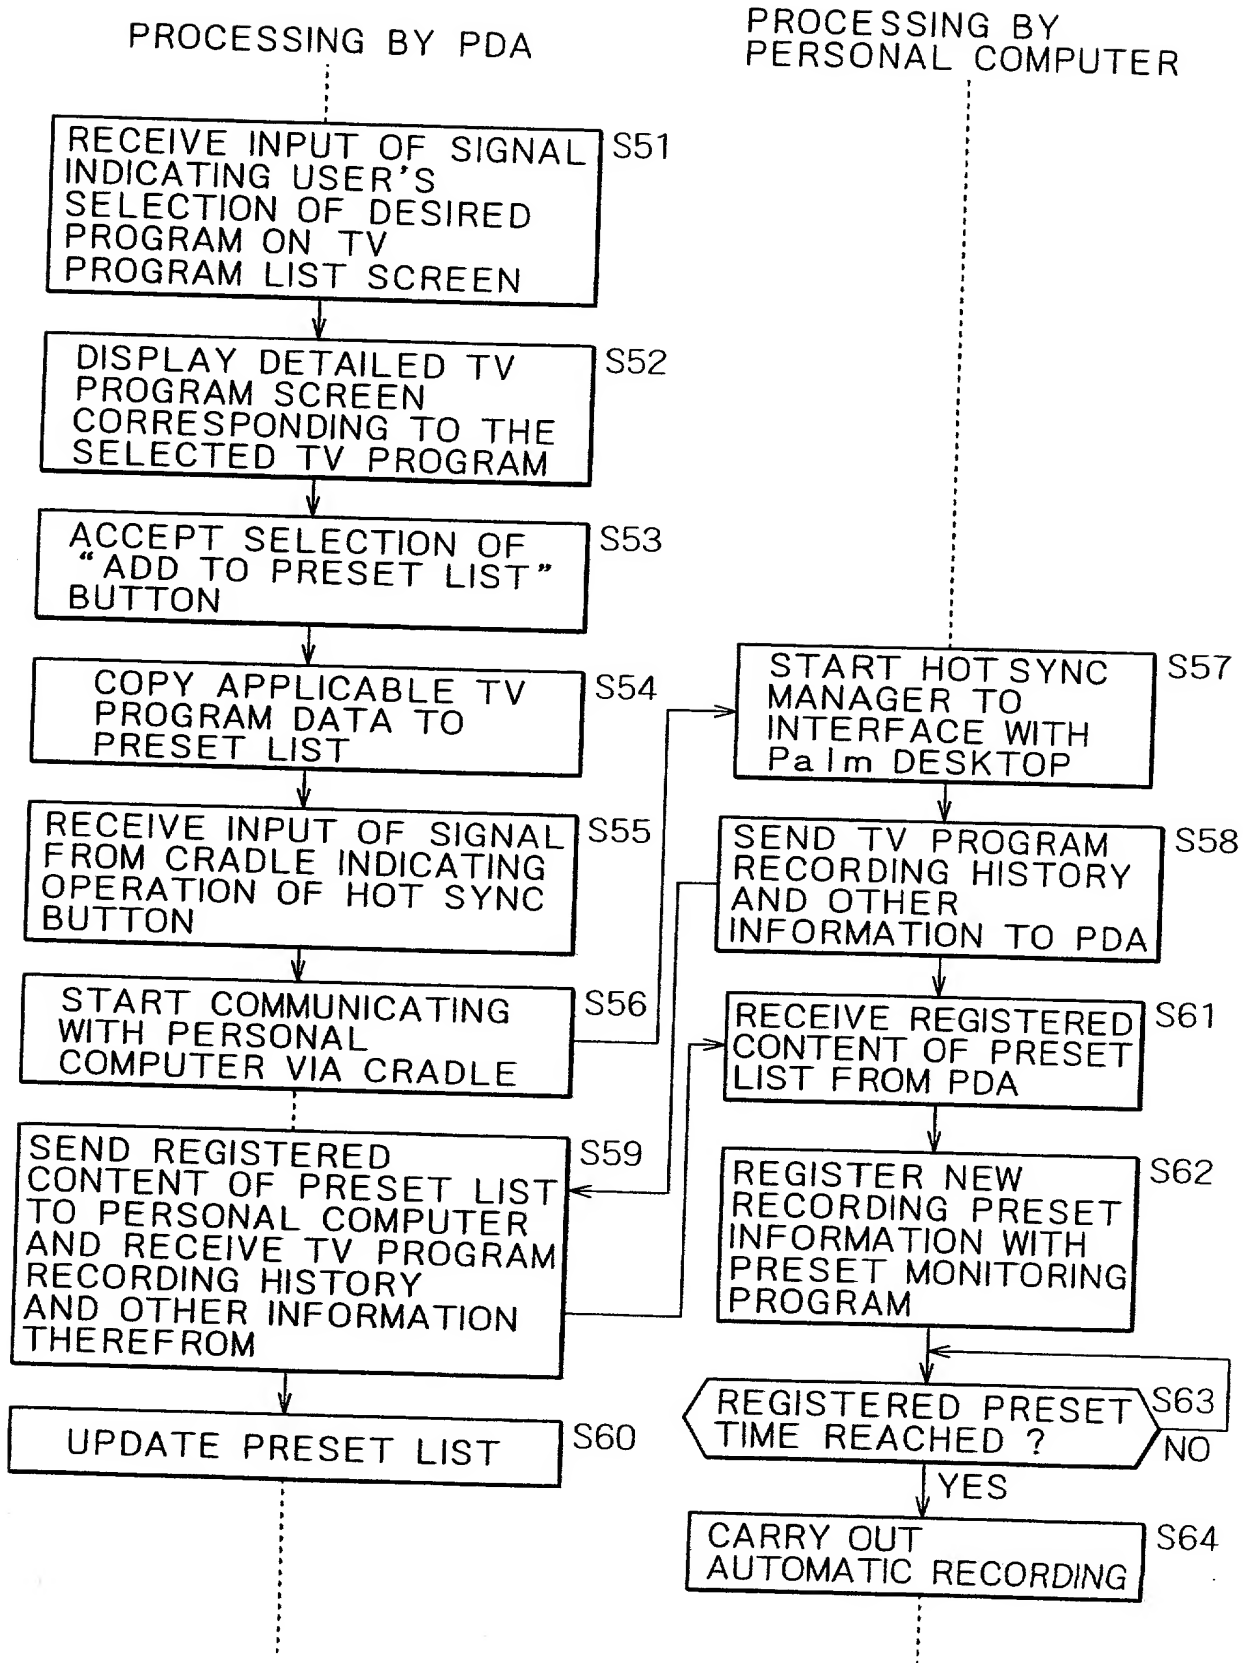 PROCESSING BY PDA
PROCESSING BY
PERSONAL COMPUTER
RECEIVE INPUT OF SIGNAL
INDICATING USER'S
SELECTION OF DESIRED
PROGRAM ON TV
PROGRAM LIST SCREEN
S51
DISPLAY DETAILED TV
PROGRAM SCREEN
CORRESPONDING TO THE
SELECTED TV PROGRAM
S52
ACCEPT SELECTION OF
“ADD TO PRESET LIST”
BUTTON
S53
COPY APPLICABLE TV
PROGRAM DATA TO
PRESET LIST
S54
RECEIVE INPUT OF SIGNAL
FROM CRADLE INDICATING
OPERATION OF HOT SYNC
BUTTON
S55
START COMMUNICATING
WITH PERSONAL
COMPUTER VIA CRADLE
S56
START HOT SYNC
MANAGER TO
INTERFACE WITH
Palm DESKTOP
S57
SEND TV PROGRAM
RECORDING HISTORY
AND OTHER
INFORMATION TO PDA
S58
SEND REGISTERED
CONTENT OF PRESET LIST
TO PERSONAL COMPUTER
AND RECEIVE TV PROGRAM
RECORDING HISTORY
AND OTHER INFORMATION
THEREFROM
S59
UPDATE PRESET LIST
S60
RECEIVE REGISTERED
CONTENT OF PRESET
LIST FROM PDA
S61
REGISTER NEW
RECORDING PRESET
INFORMATION WITH
PRESET MONITORING
PROGRAM
S62
REGISTERED PRESET
TIME REACHED ?
S63
NO
YES
CARRY OUT
AUTOMATIC RECORDING
S64